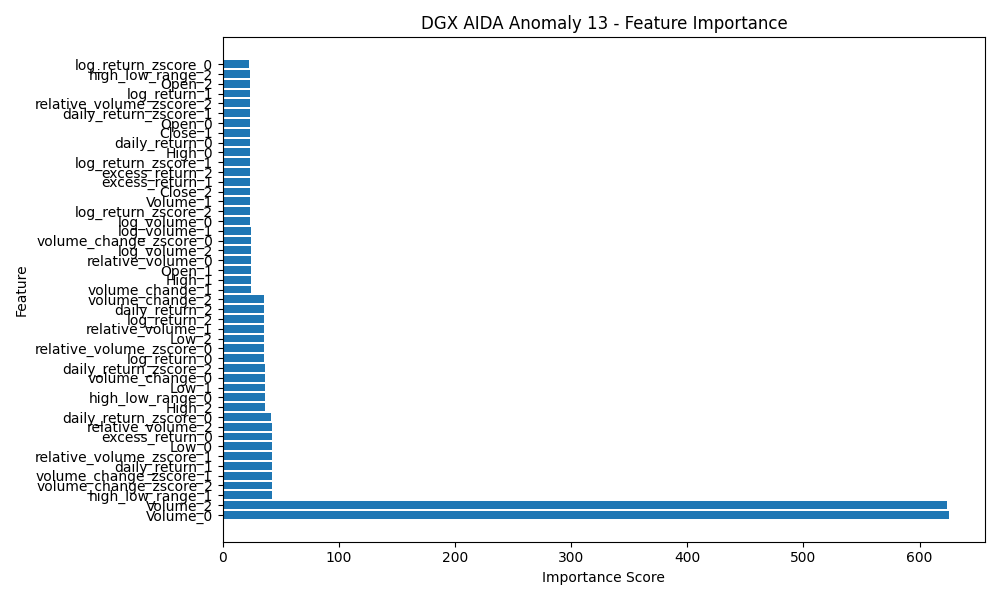 DGX AIDA Anomaly 13 - Feature Importance
log_return_zscore_0
high_low_range_2
Open_2
log_return_1
relative_volume_zscore_2
daily_return_zscore_1
Open_0
Close_1
daily_return_0
High_0
log_return_zscore_1
excess_return_2
excess_return_1
Close_2
Volume_1
log_return_zscore_2
log_volume_0
log_volume_1
volume_change_zscore_0
log_volume_2
relative_volume_0
Open_1
High_1
volume_change_1
volume_change_2
daily_return_2
log_return_2
relative_volume_1
Low_2
relative_volume_zscore_0
log_return_0
daily_return_zscore_2
volume_change_0
Low_1
high_low_range_0
High_2
daily_return_zscore_0
relative_volume_2
excess_return_0
Low_0
relative_volume_zscore_1
daily_return_1
volume_change_zscore_1
volume_change_zscore_2
high_low_range_1
Volume_2
Volume_0
Feature
0 100 200 300 400 500 600
Importance Score